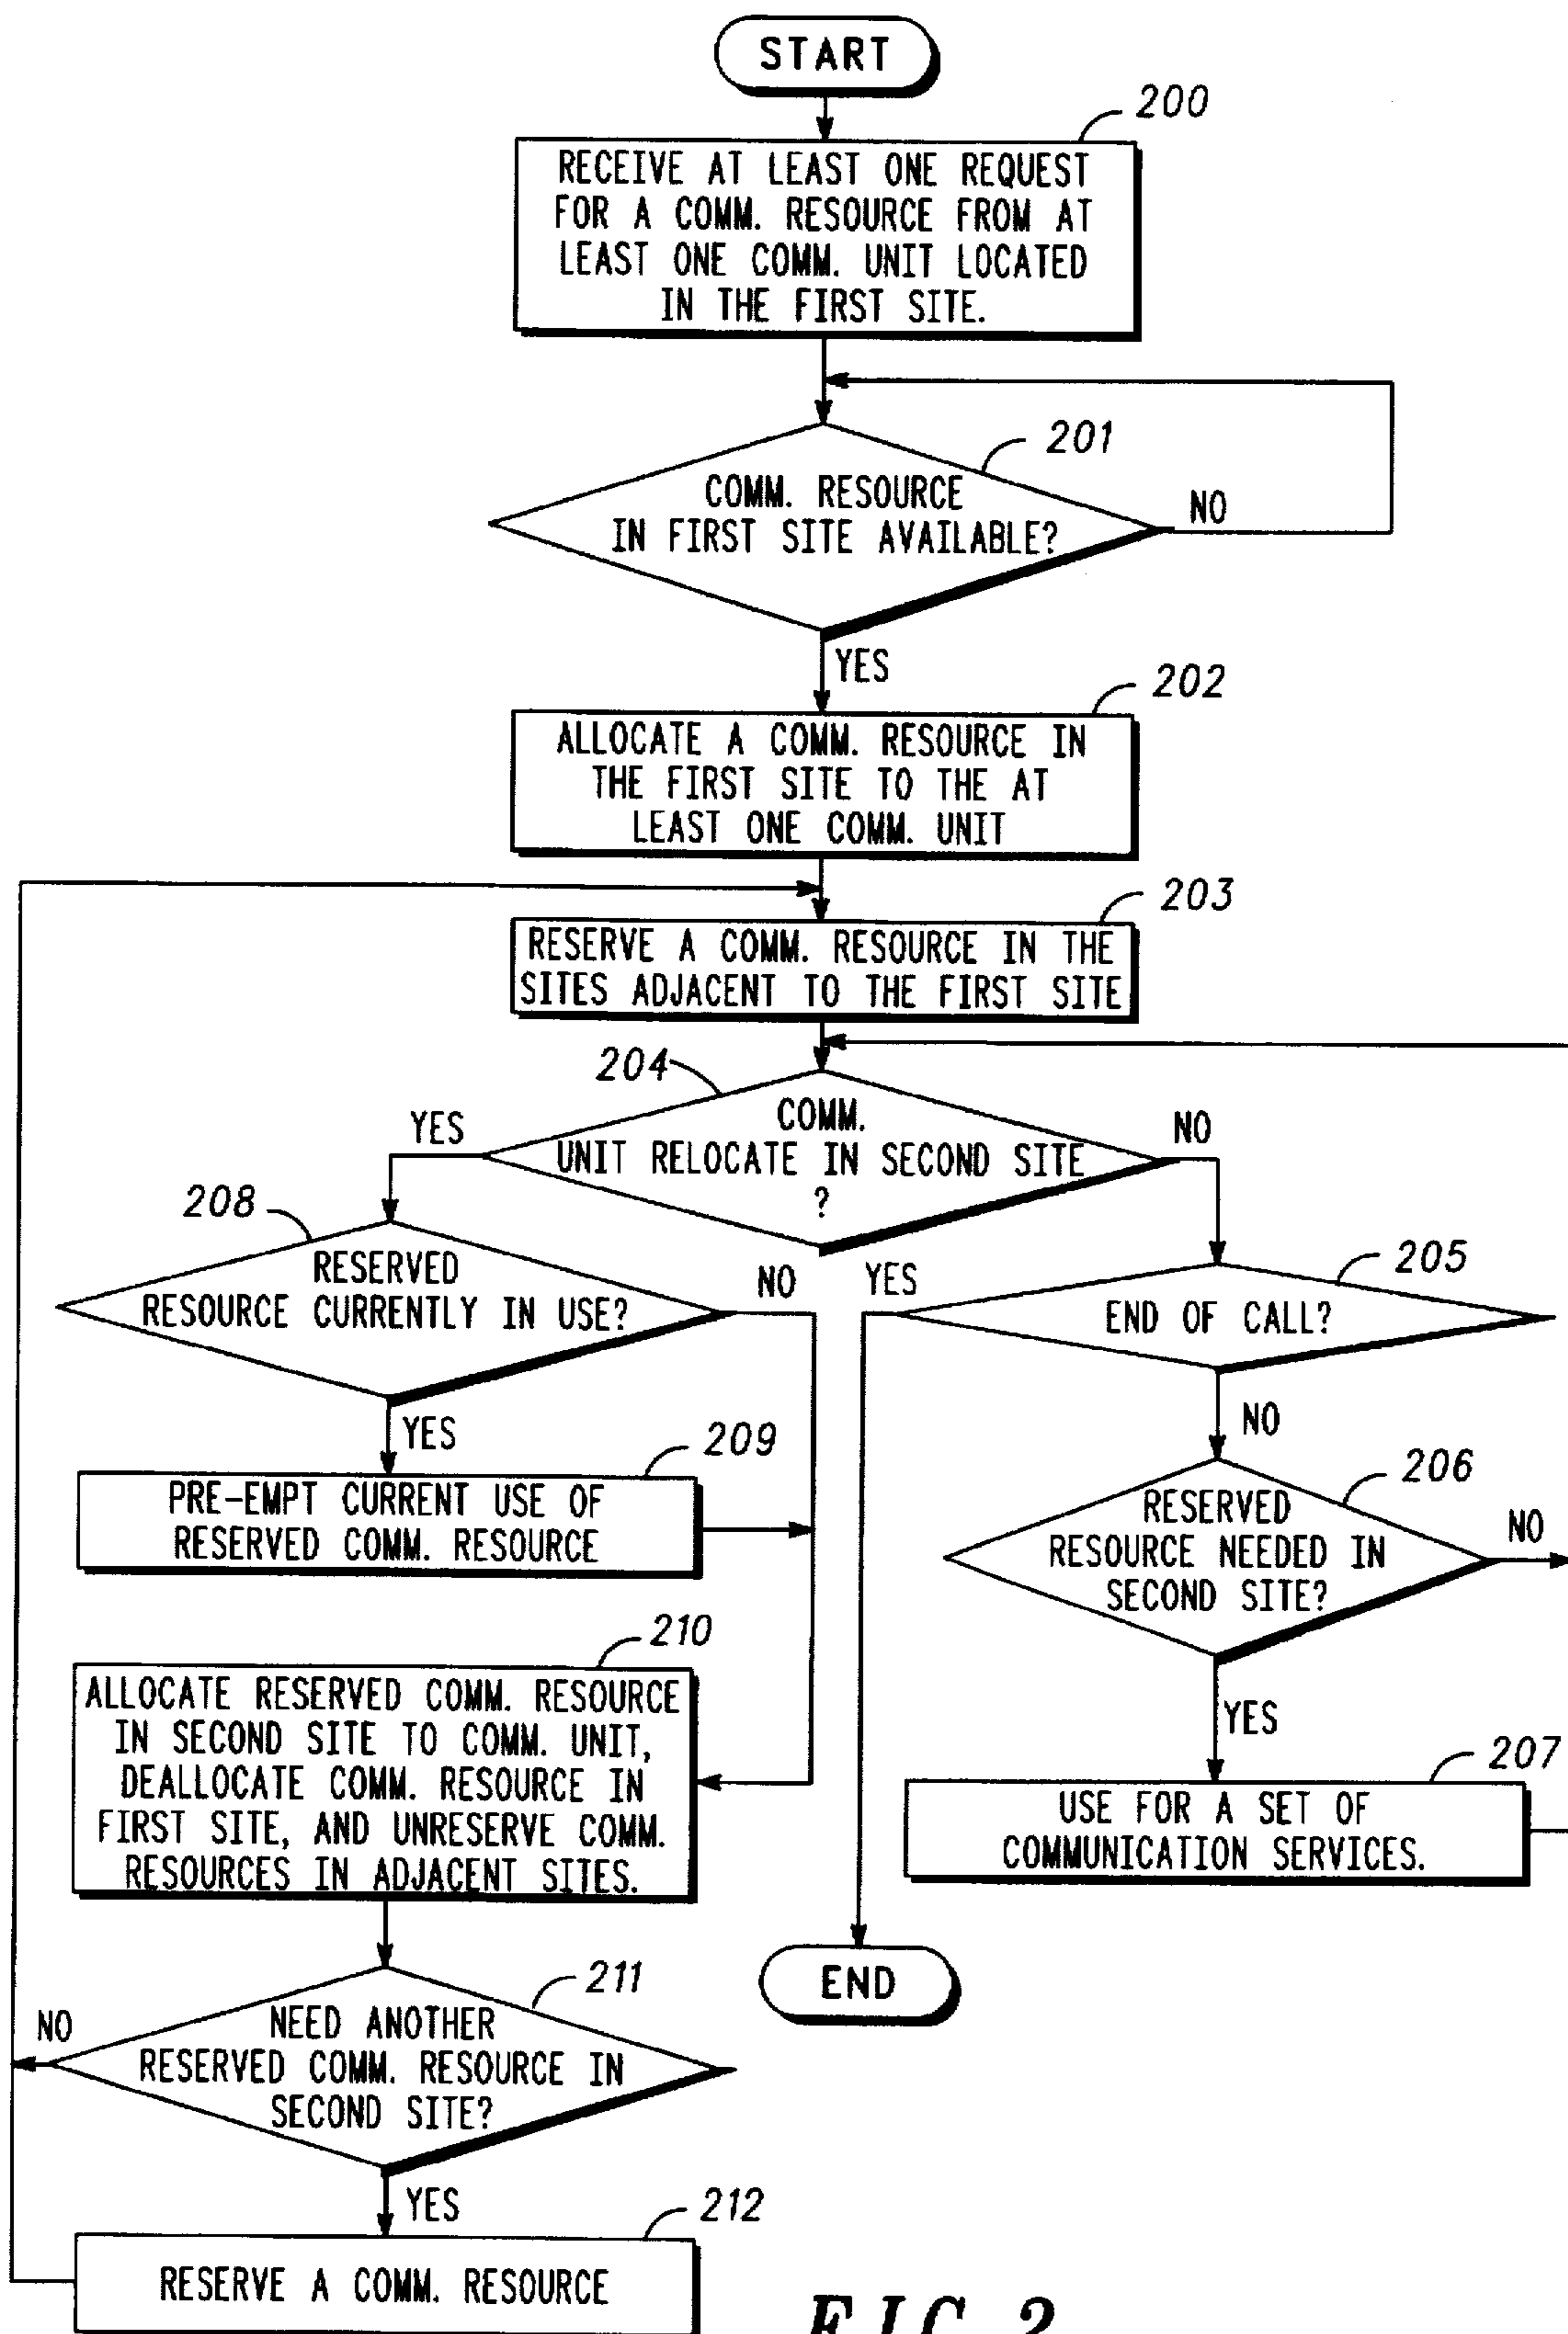 START
200
RECEIVE AT LEAST ONE REQUEST
FOR A COMM. RESOURCE FROM AT
LEAST ONE COMM. UNIT LOCATED
IN THE FIRST SITE.
201
COMM. RESOURCE
IN FIRST SITE AVAILABLE?
NO
YES
202
ALLOCATE A COMM. RESOURCE IN
THE FIRST SITE TO THE AT
LEAST ONE COMM. UNIT
203
RESERVE A COMM. RESOURCE IN THE
SITES ADJACENT TO THE FIRST SITE
204
COMM.
UNIT RELOCATE IN SECOND SITE
?
YES
NO
208
RESERVED
RESOURCE CURRENTLY IN USE?
NO
YES
205
END OF CALL?
YES
NO
209
PRE-EMPT CURRENT USE OF
RESERVED COMM. RESOURCE
206
RESERVED
RESOURCE NEEDED IN
SECOND SITE?
NO
YES
210
ALLOCATE RESERVED COMM. RESOURCE
IN SECOND SITE TO COMM. UNIT,
DEALLOCATE COMM. RESOURCE IN
FIRST SITE, AND UNRESERVE COMM.
RESOURCES IN ADJACENT SITES.
207
USE FOR A SET OF
COMMUNICATION SERVICES.
END
211
NEED ANOTHER
RESERVED COMM. RESOURCE IN
SECOND SITE?
NO
YES
212
RESERVE A COMM. RESOURCE
FIG. 2